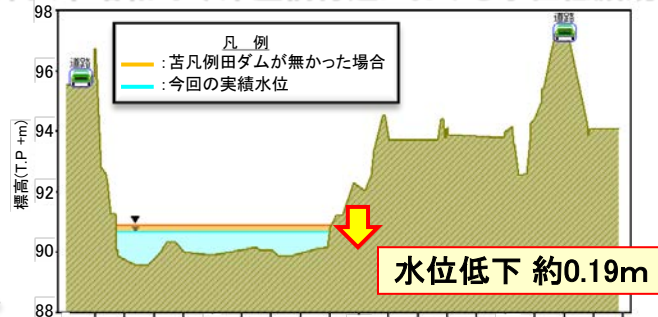 98
96
94
92
90
88
標高(T.P +m)
道路
凡 例
:苫凡例田ダムが無かった場合
:今回の実績水位
道路
水位低下 約0.19m